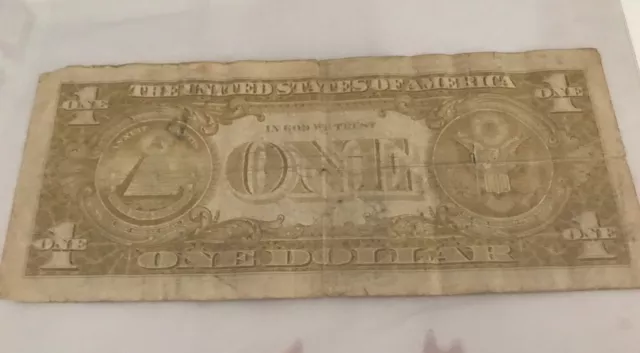 THE UNITED STATES OF AMERICA
1 ONE
1 ONE
ANNUIT
IN GOD WE TRUST
ONE
1 ONE
1 ONE
ONE DOLLAR